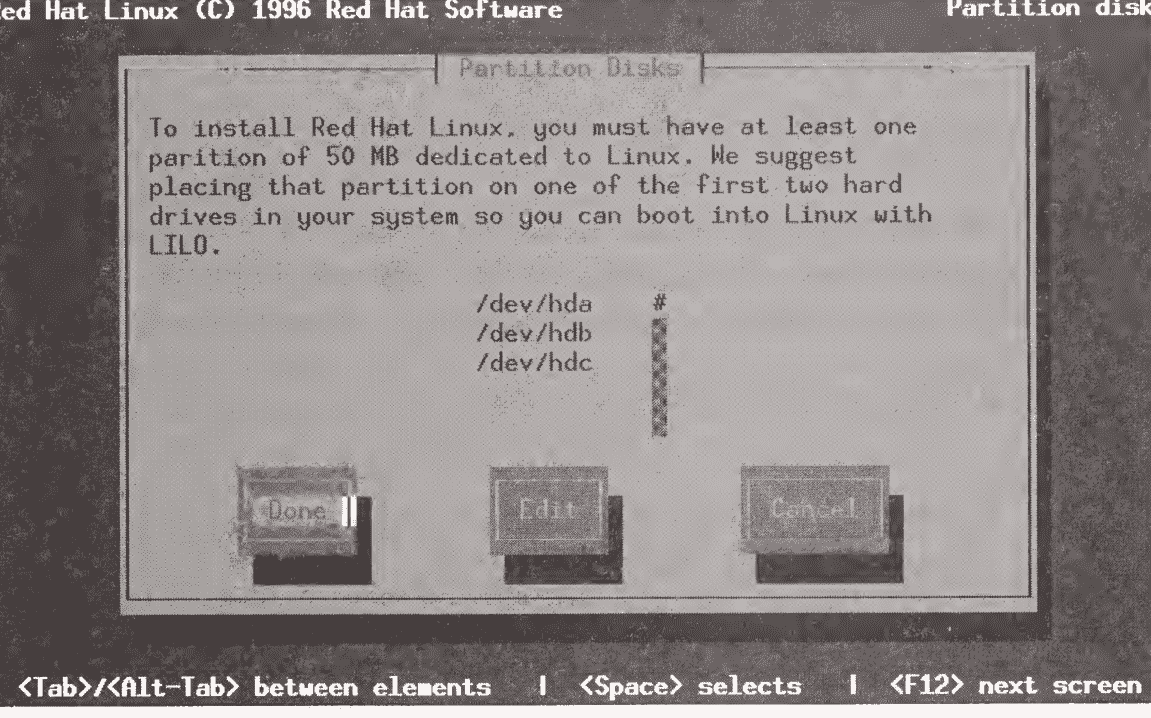 ed Hat Linux (C) 1996 Red Hat Software Partition disk
Partition Disks
To install Red Hat Linux, you must have at least one
parition of 50 MB dedicated to Linux. We suggest
placing that partition on one of the first two hard
drives in your system so you can boot into Linux with
LILO.
/dev/hda #
/dev/hdb
/dev/hdc
Done Edit Cancel
<Tab>/<Alt-Tab> between elements | <Space> selects | <F12> next screen